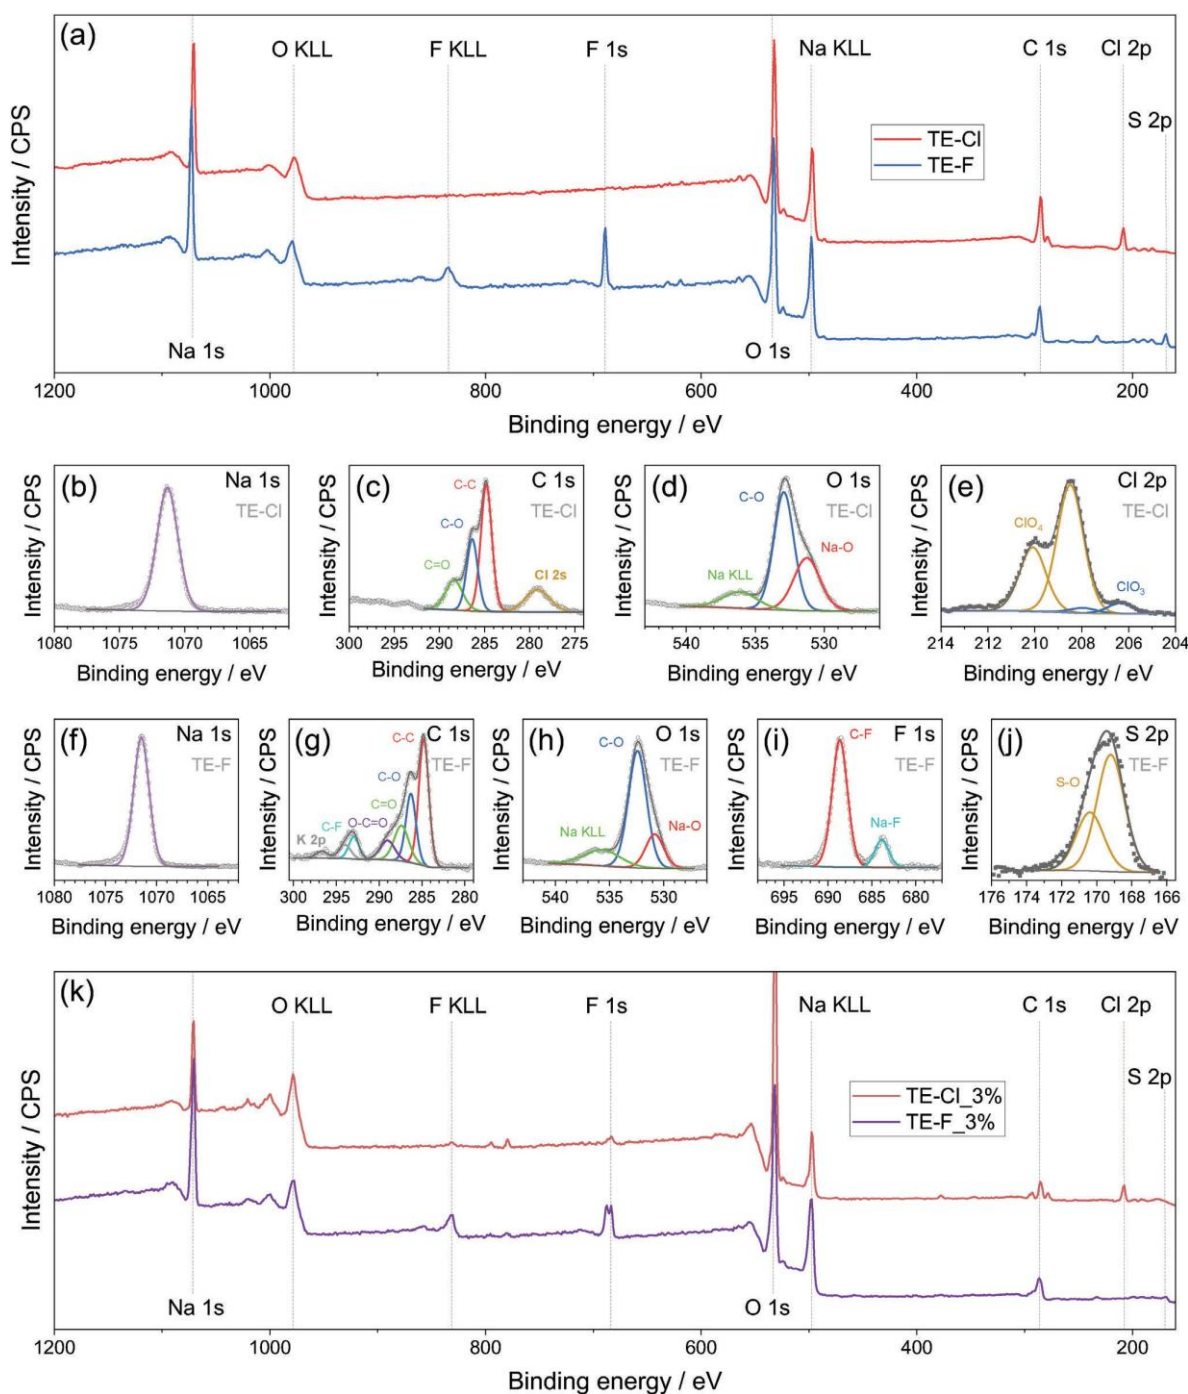 (a)
O KLL F KLL F 1s Na KLL C 1s Cl 2p
S 2p
TE-Cl
TE-F
Intensity / CPS
Na 1s O 1s
1200 1000 800 600 400 200
Binding energy / eV
(b) Na 1s
TE-Cl
Intensity / CPS
1080 1075 1070 1065
Binding energy / eV
(c) C 1s
TE-Cl
C-C
C-O
C=O
Cl 2s
Intensity / CPS
300 295 290 285 280 275
Binding energy / eV
(d) O 1s
TE-Cl
C-O
Na-O
Na KLL
Intensity / CPS
540 535 530
Binding energy / eV
(e) Cl 2p
TE-Cl
ClO₄
ClO₃
Intensity / CPS
214 212 210 208 206 204
Binding energy / eV
(f) Na 1s
TE-F
Intensity / CPS
1080 1075 1070 1065
Binding energy / eV
(g) C 1s
TE-F
C-C
C-O
C=O
C-F O-C=O
K 2p
Intensity / CPS
300 296 292 288 284 280
Binding energy / eV
(h) O 1s
TE-F
C-O
Na KLL
Na-O
Intensity / CPS
540 535 530
Binding energy / eV
(i) F 1s
TE-F
C-F
Na-F
Intensity / CPS
695 690 685 680
Binding energy / eV
(j) S 2p
TE-F
S-O
Intensity / CPS
176 174 172 170 168 166
Binding energy / eV
(k)
O KLL F KLL F 1s Na KLL C 1s Cl 2p
S 2p
TE-Cl_3%
TE-F_3%
Intensity / CPS
Na 1s O 1s
1200 1000 800 600 400 200
Binding energy / eV